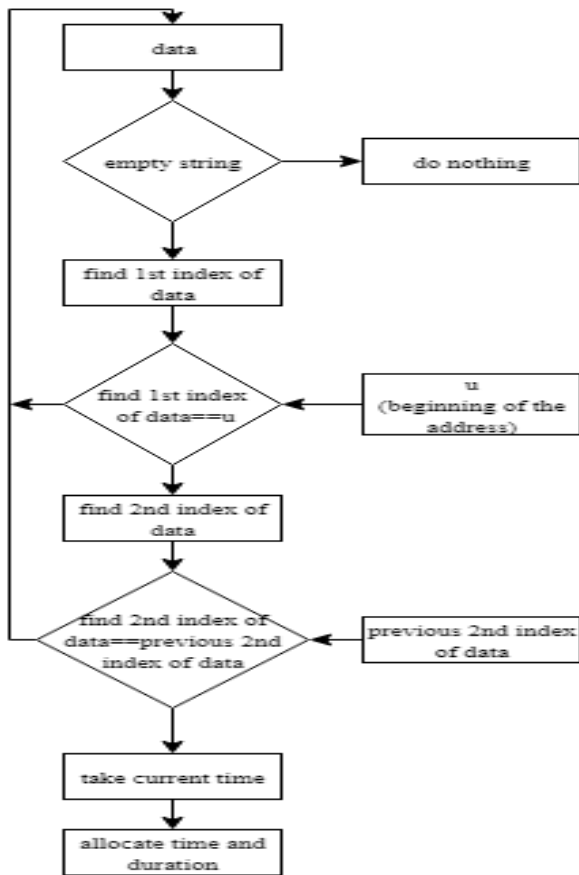 data
empty string
do nothing
find 1st index of
data
find 1st index
of data==u
u
(beginning of the
address)
find 2nd index of
data
find 2nd index of
data==previous 2nd
index of data
previous 2nd index
of data
take current time
allocate time and
duration